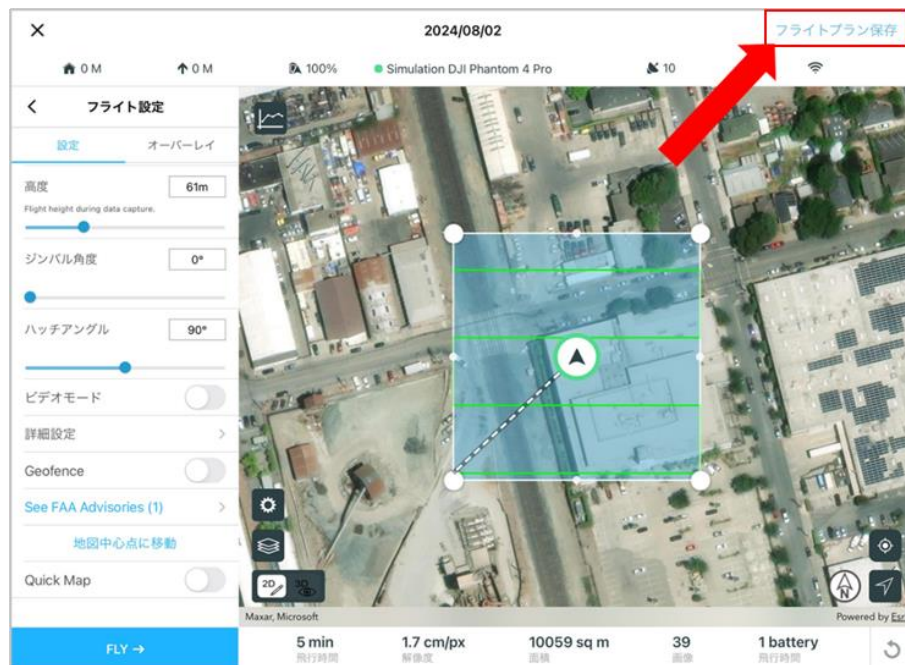 2024/08/02
フライトプラン保存
0 M
0 M
100%
Simulation DJI Phantom 4 Pro
10
フライト設定
設定
オーバーレイ
高度
61m
Flight height during data capture.
ジンバル角度
0°
ハッチアングル
90°
ビデオモード
詳細設定
Geofence
See FAA Advisories (1)
地図中心点に移動
Quick Map
FLY →
2D
3D
N
Maxar, Microsoft
Powered by Esri
5 min
飛行時間
1.7 cm/px
解像度
10059 sq m
面積
39
画像
1 battery
飛行時間